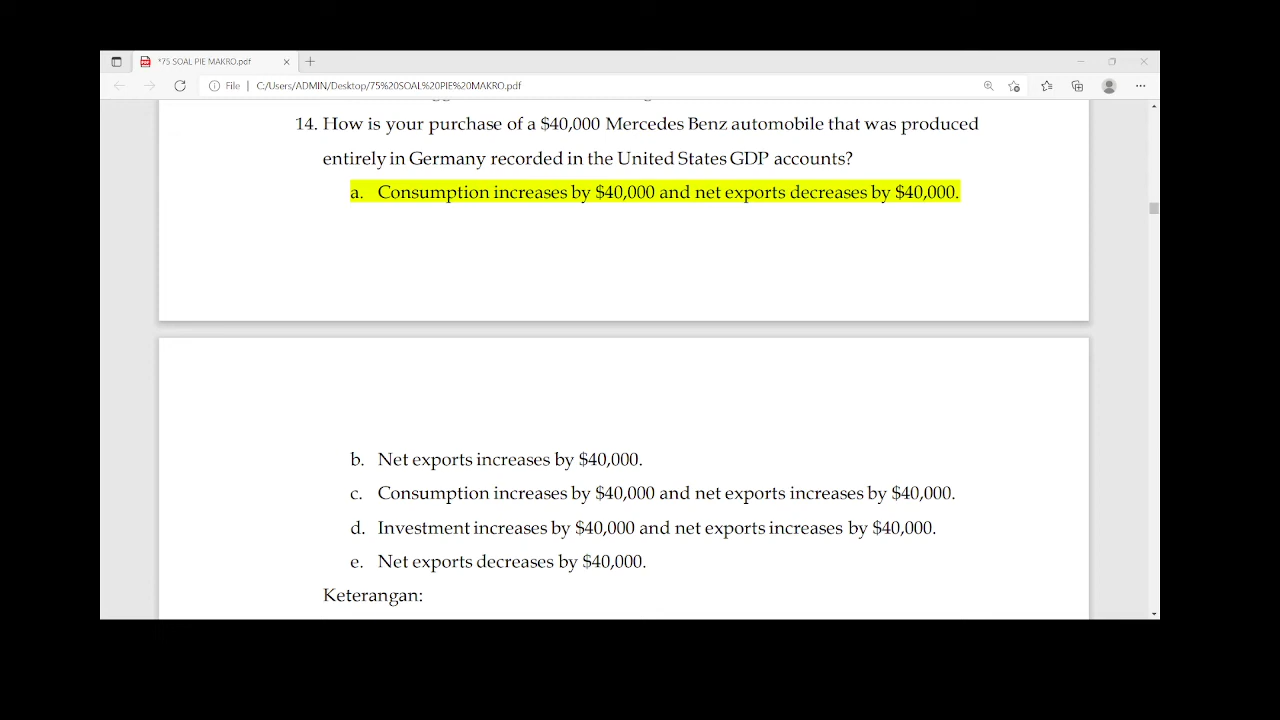 *75 SOAL PIE MAKRO.pdf
File | C:/Users/ADMIN/Desktop/75%20SOAL%20PIE%20MAKRO.pdf
14. How is your purchase of a $40,000 Mercedes Benz automobile that was produced
entirely in Germany recorded in the United States GDP accounts?
a. Consumption increases by $40,000 and net exports decreases by $40,000.
b. Net exports increases by $40,000.
c. Consumption increases by $40,000 and net exports increases by $40,000.
d. Investment increases by $40,000 and net exports increases by $40,000.
e. Net exports decreases by $40,000.
Keterangan: